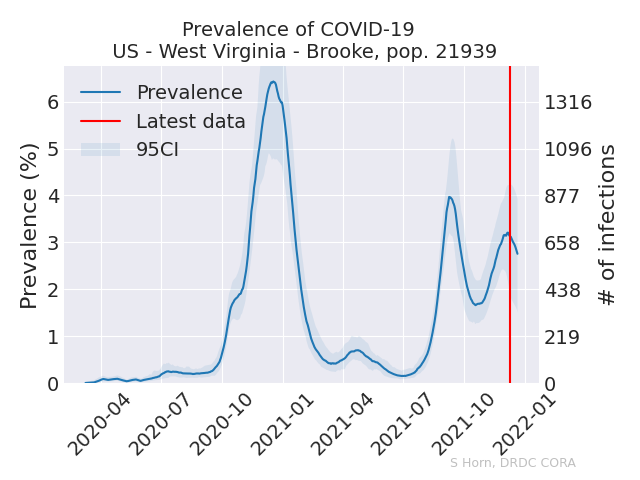 Prevalence of COVID-19
US - West Virginia - Brooke, pop. 21939
Prevalence
Latest data
95CI
Prevalence (%)
6
5
4
3
2
1
0
1316
1096
877
658
438
219
0
# of infections
2020-04
2020-07
2020-10
2021-01
2021-04
2021-07
2021-10
2022-01
S Horn, DRDC CORA